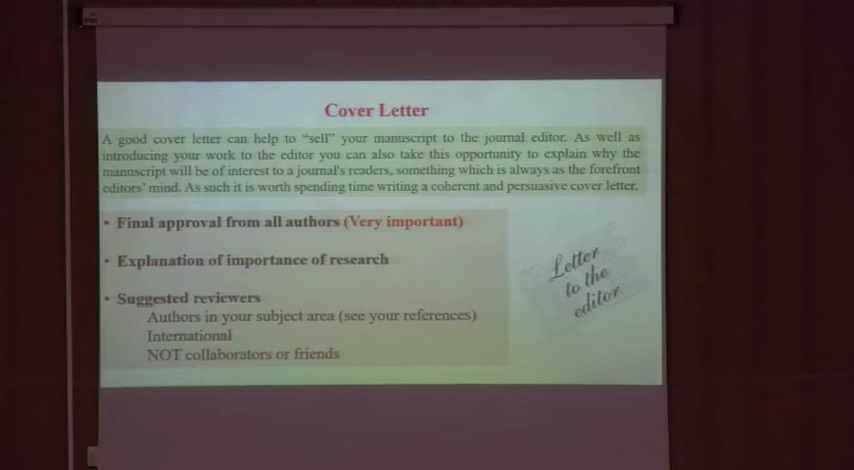 Cover Letter
A good cover letter can help to “sell” your manuscript to the journal editor. As well as
introducing your work to the editor you can also take this opportunity to explain why the
manuscript will be of interest to a journal's readers, something which is always as the forefront
editors’ mind. As such it is worth spending time writing a coherent and persuasive cover letter.
• Final approval from all authors (Very important)
• Explanation of importance of research
• Suggested reviewers
Authors in your subject area (see your references)
International
NOT collaborators or friends
Letter
to the
editor